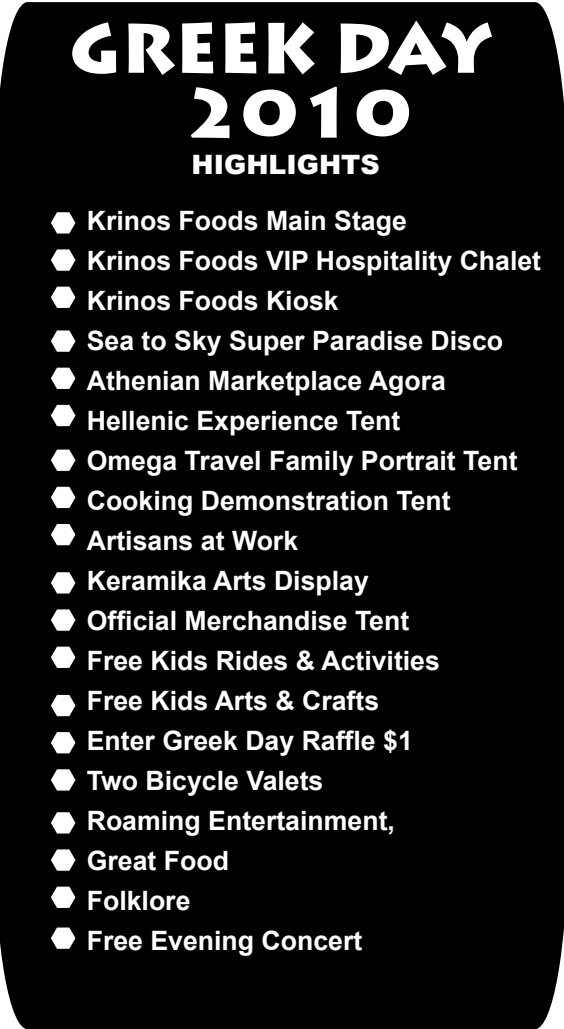 GREEK DAY
2010
HIGHLIGHTS
Krinos Foods Main Stage
Krinos Foods VIP Hospitality Chalet
Krinos Foods Kiosk
Sea to Sky Super Paradise Disco
Athenian Marketplace Agora
Hellenic Experience Tent
Omega Travel Family Portrait Tent
Cooking Demonstration Tent
Artisans at Work
Keramika Arts Display
Official Merchandise Tent
Free Kids Rides & Activities
Free Kids Arts & Crafts
Enter Greek Day Raffle $1
Two Bicycle Valets
Roaming Entertainment,
Great Food
Folklore
Free Evening Concert